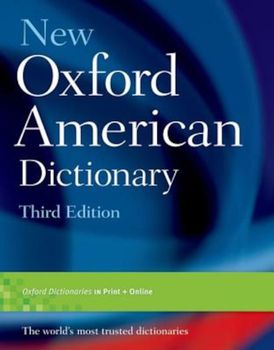 New
Oxford
American
Dictionary
Third Edition
Oxford Dictionaries IN Print + Online
The world's most trusted dictionaries